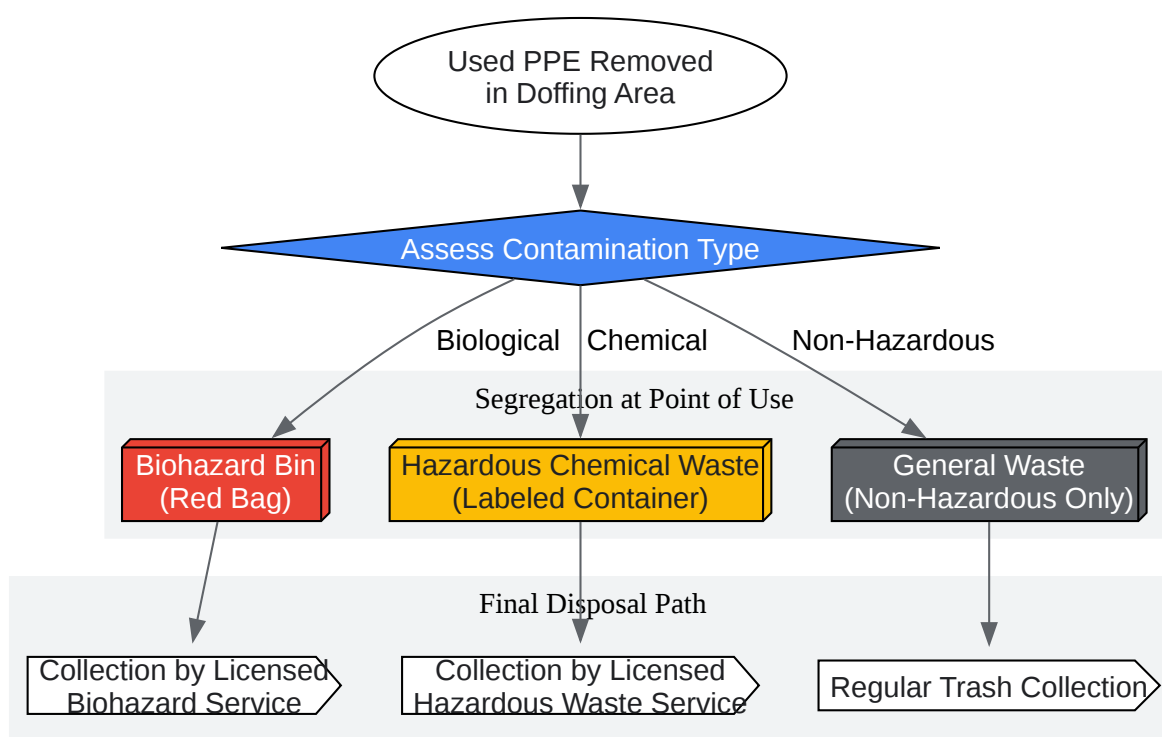 Used PPE Removed
in Doffing Area
Assess Contamination Type
Biological
Chemical
Non-Hazardous
Segregation at Point of Use
Biohazard Bin
(Red Bag)
Hazardous Chemical Waste
(Labeled Container)
General Waste
(Non-Hazardous Only)
Final Disposal Path
Collection by Licensed
Biohazard Service
Collection by Licensed
Hazardous Waste Service
Regular Trash Collection